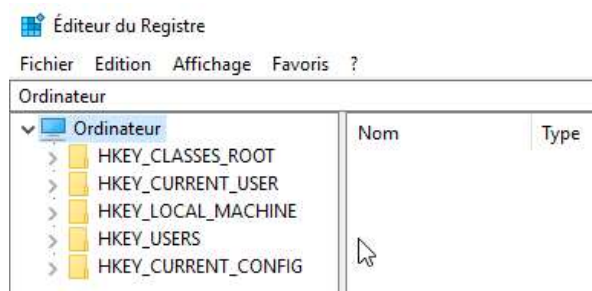 Éditeur du Registre
Fichier Edition Affichage Favoris ?
Ordinateur
Ordinateur
HKEY_CLASSES_ROOT
HKEY_CURRENT_USER
HKEY_LOCAL_MACHINE
HKEY_USERS
HKEY_CURRENT_CONFIG
Nom Type